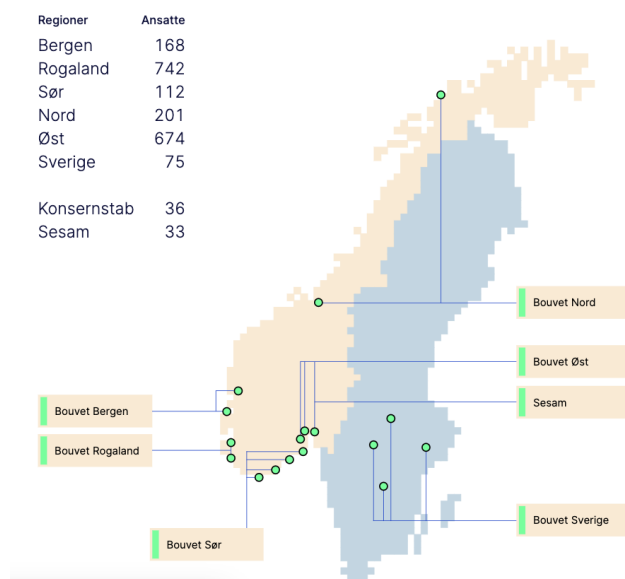 Regioner Ansatte
Bergen 168
Rogaland 742
Sør 112
Nord 201
Øst 674
Sverige 75
Konsernstab 36
Sesam 33
Bouvet Nord
Bouvet Øst
Sesam
Bouvet Bergen
Bouvet Rogaland
Bouvet Sverige
Bouvet Sør